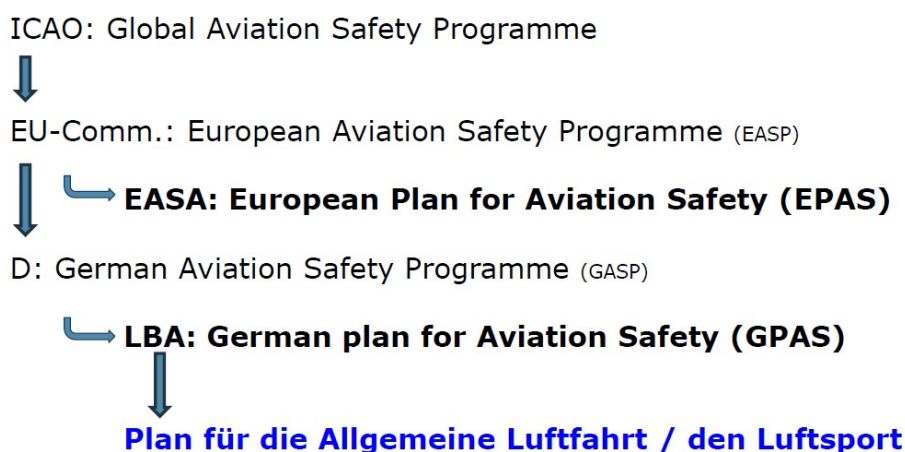 ICAO: Global Aviation Safety Programme
EU-Comm.: European Aviation Safety Programme (EASP)
EASA: European Plan for Aviation Safety (EPAS)
D: German Aviation Safety Programme (GASP)
LBA: German plan for Aviation Safety (GPAS)
Plan für die Allgemeine Luftfahrt / den Luftsport